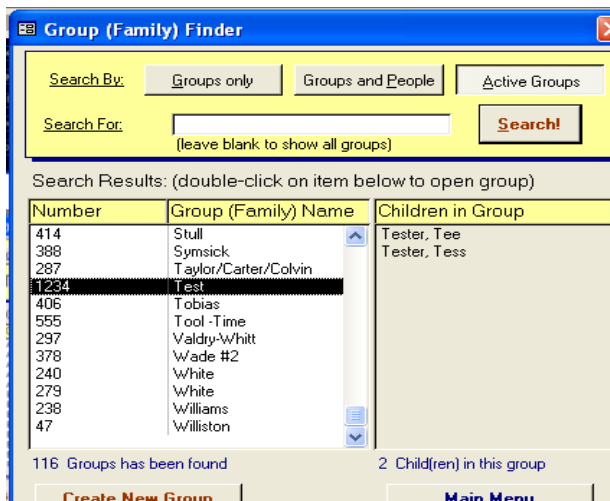 Group (Family) Finder
Search By: Groups only Groups and People Active Groups
Search For: Search!
(leave blank to show all groups)
Search Results: (double-click on item below to open group)
Number Group (Family) Name Children in Group
414 Stull Tester, Tee
388 Symsick Tester, Tess
287 Taylor/Carter/Colvin
1234 Test
406 Tobias
555 Tool -Time
297 Valdry-Whitt
378 Wade #2
240 White
279 White
238 Williams
47 Williston
116 Groups has been found 2 Child(ren) in this group
Create New Group Main Menu